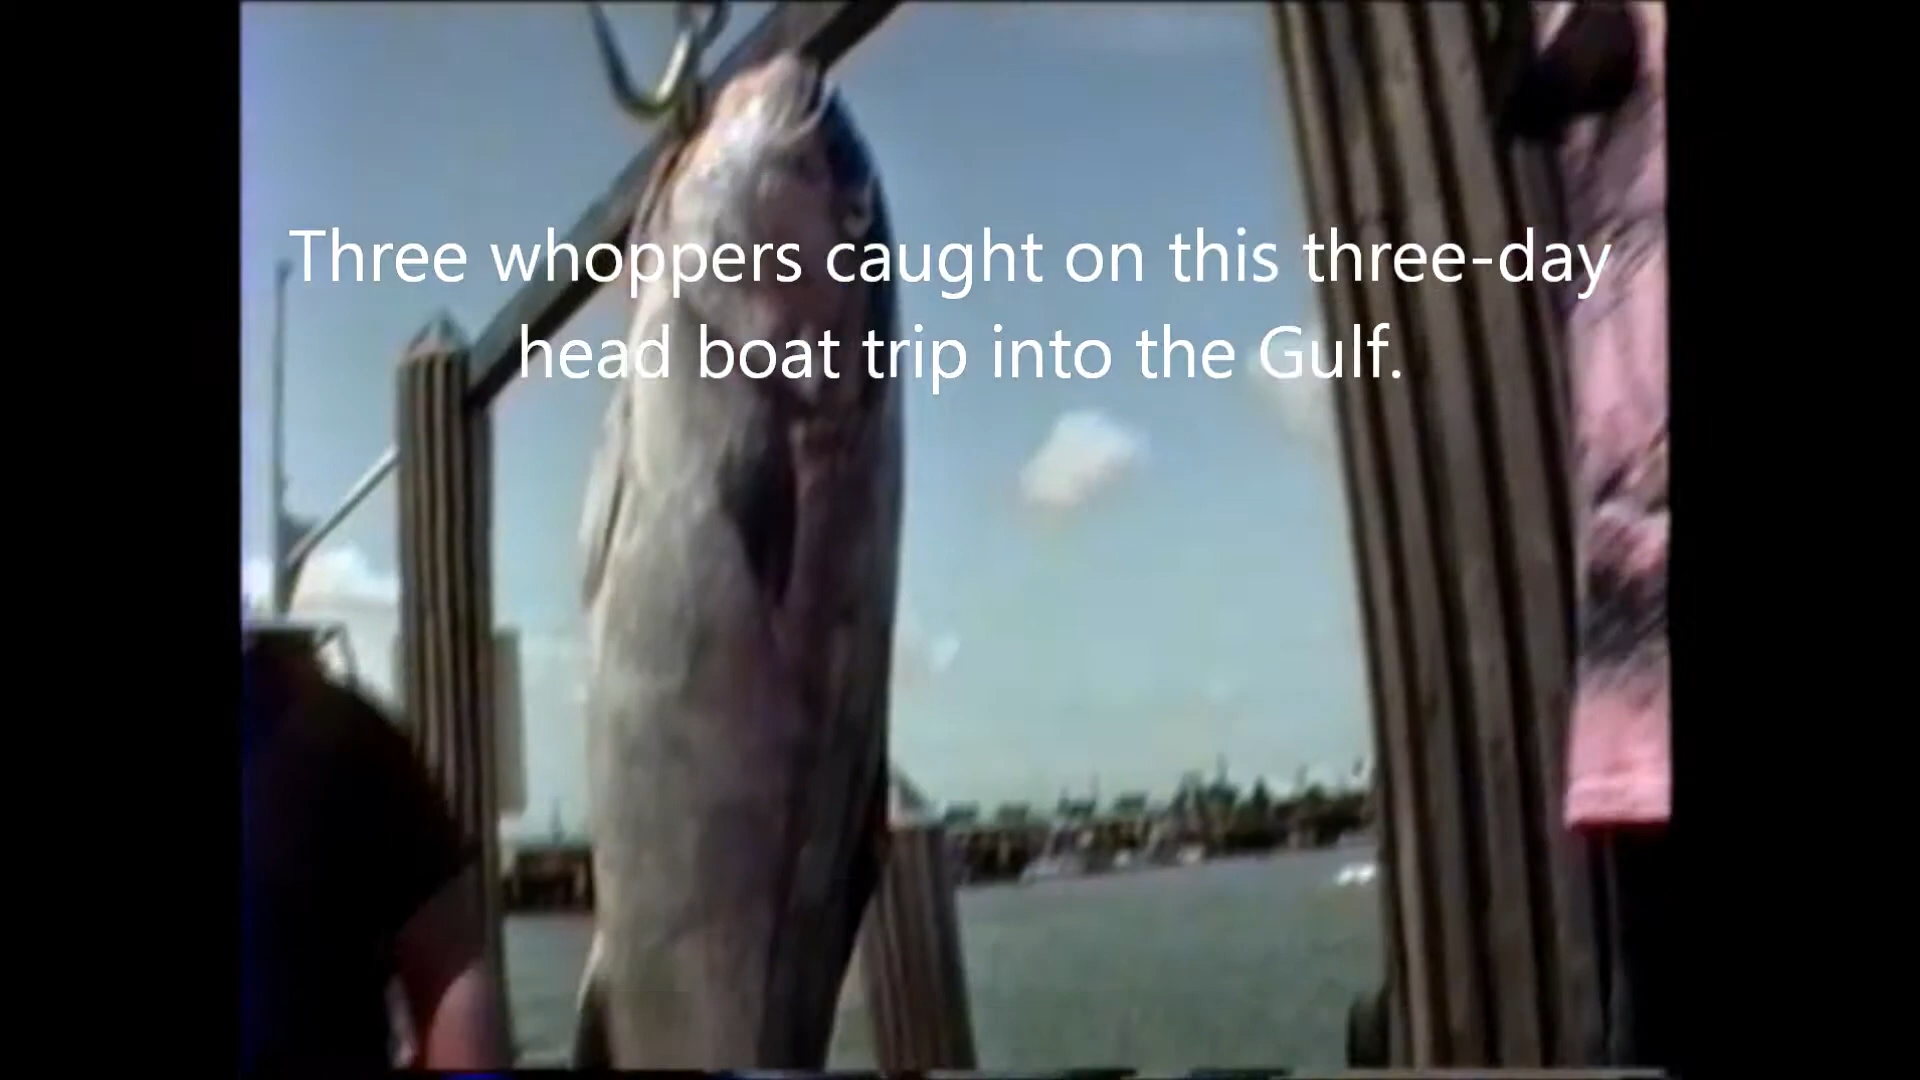 Three whoppers caught on this three-day
head boat trip into the Gulf.